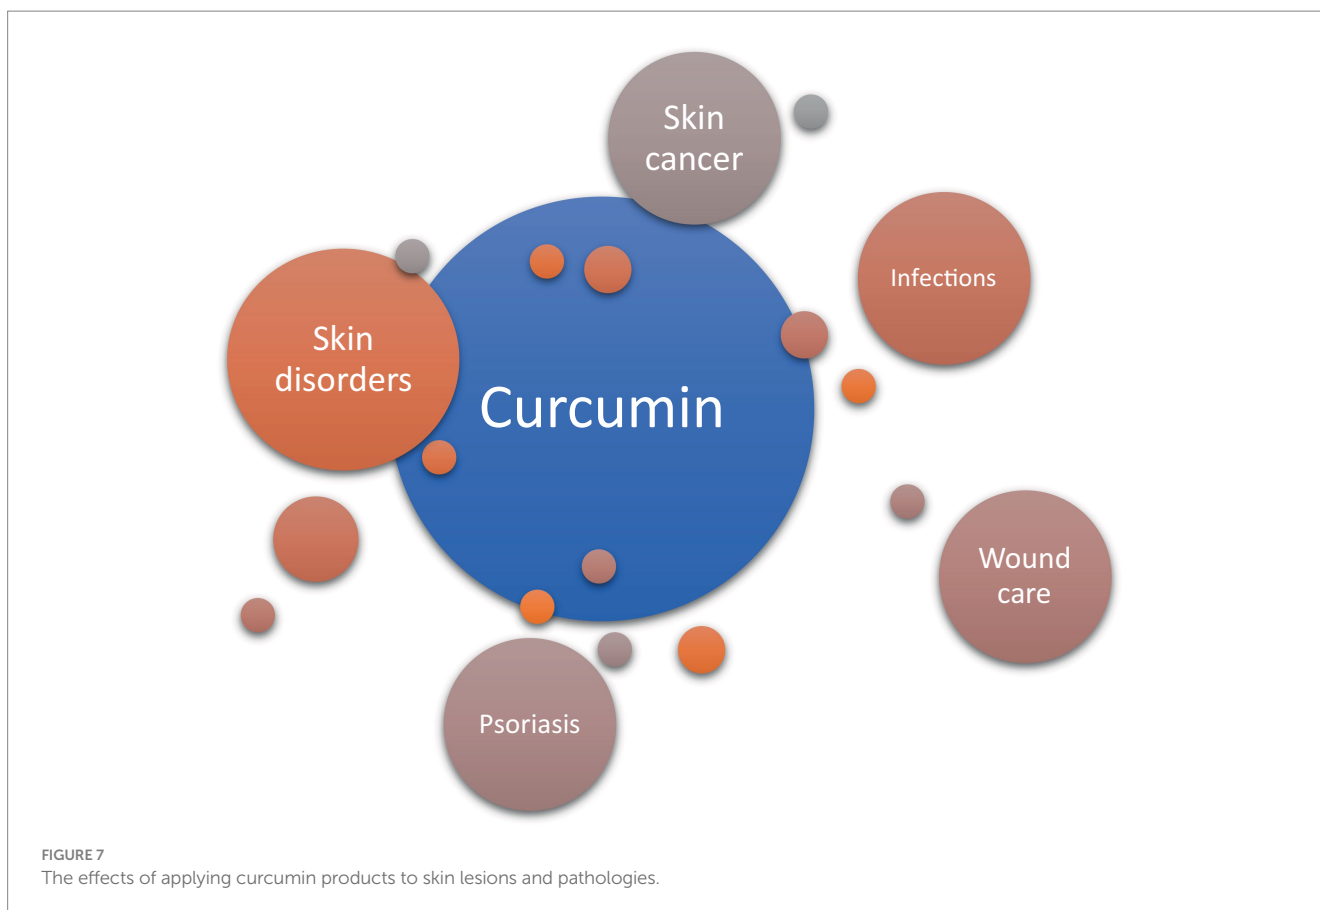 Skin
cancer
Infections
Skin
disorders
Curcumin
Wound
care
Psoriasis
FIGURE 7
The effects of applying curcumin products to skin lesions and pathologies.